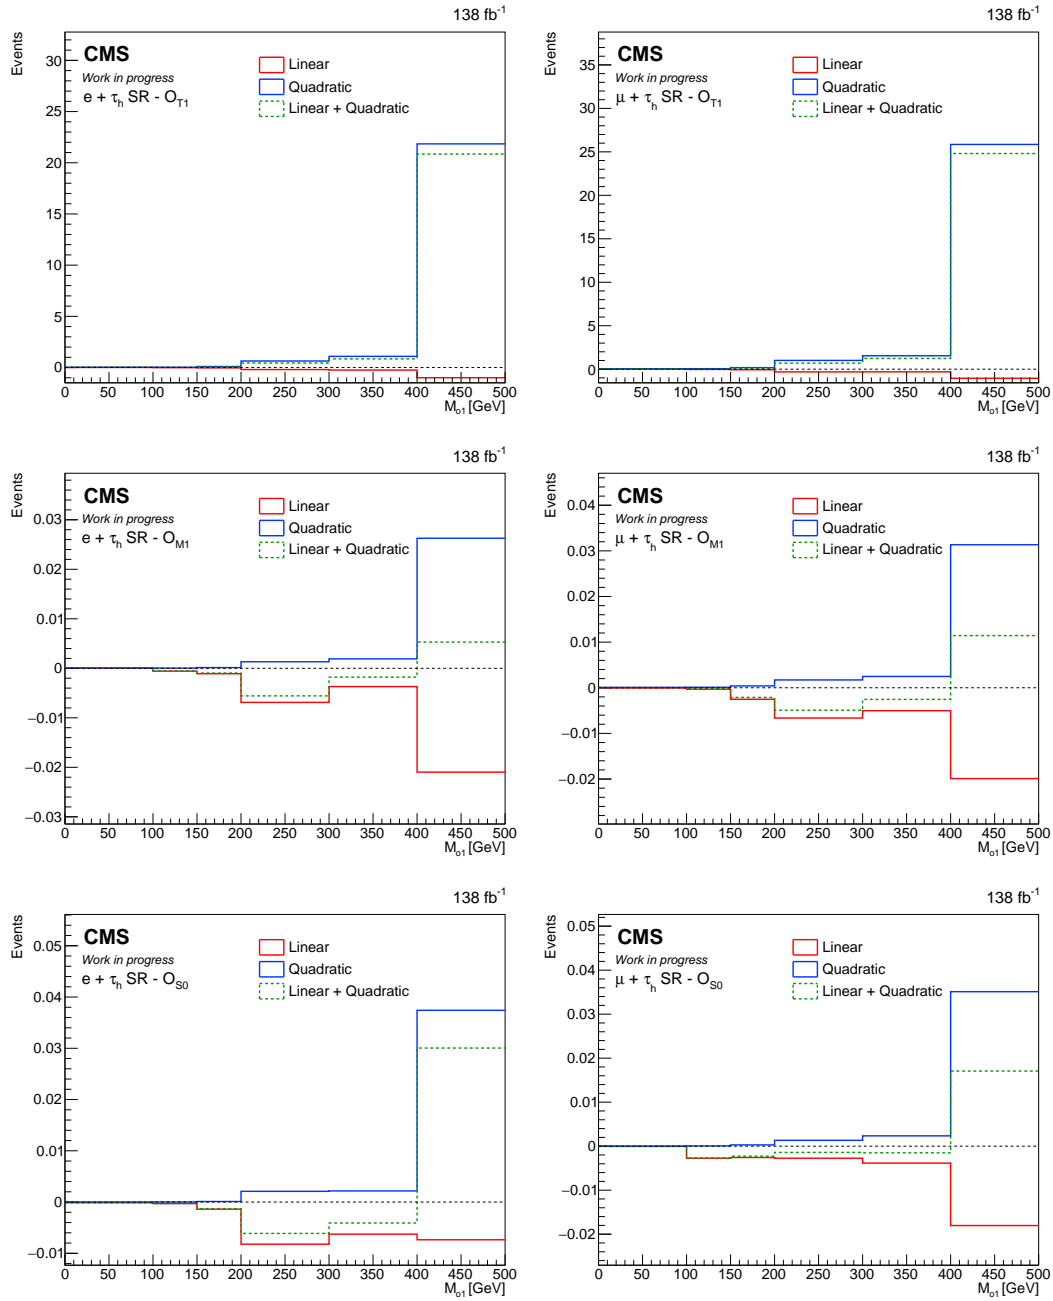 138 fb⁻¹
Events
CMS
Work in progress
e + τh SR - OT1
Linear
Quadratic
Linear + Quadratic
30
25
20
15
10
5
0
0 50 100 150 200 250 300 350 400 450 500
Mo1 [GeV]
138 fb⁻¹
Events
CMS
Work in progress
μ + τh SR - OT1
Linear
Quadratic
Linear + Quadratic
35
30
25
20
15
10
5
0
0 50 100 150 200 250 300 350 400 450 500
Mo1 [GeV]
138 fb⁻¹
Events
CMS
Work in progress
e + τh SR - OM1
Linear
Quadratic
Linear + Quadratic
0.03
0.02
0.01
0
−0.01
−0.02
−0.03
0 50 100 150 200 250 300 350 400 450 500
Mo1 [GeV]
138 fb⁻¹
Events
CMS
Work in progress
μ + τh SR - OM1
Linear
Quadratic
Linear + Quadratic
0.04
0.03
0.02
0.01
0
−0.01
−0.02
0 50 100 150 200 250 300 350 400 450 500
Mo1 [GeV]
138 fb⁻¹
Events
CMS
Work in progress
e + τh SR - OS0
Linear
Quadratic
Linear + Quadratic
0.05
0.04
0.03
0.02
0.01
0
−0.01
0 50 100 150 200 250 300 350 400 450 500
Mo1 [GeV]
138 fb⁻¹
Events
CMS
Work in progress
μ + τh SR - OS0
Linear
Quadratic
Linear + Quadratic
0.05
0.04
0.03
0.02
0.01
0
−0.01
−0.02
0 50 100 150 200 250 300 350 400 450 500
Mo1 [GeV]